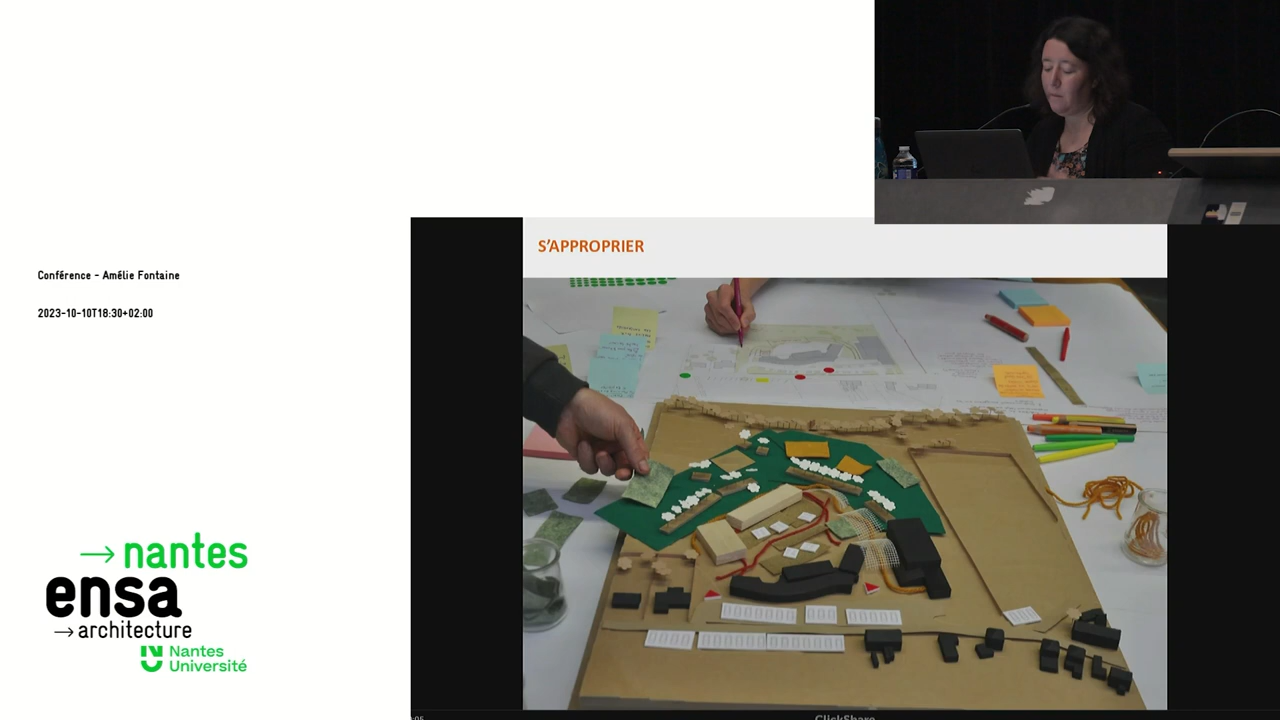 S'APPROPRIER
Conférence - Amélie Fontaine
2023-10-10T18:30+02:00
→nantes
ensa
→architecture
Nantes
Université
ClickShare